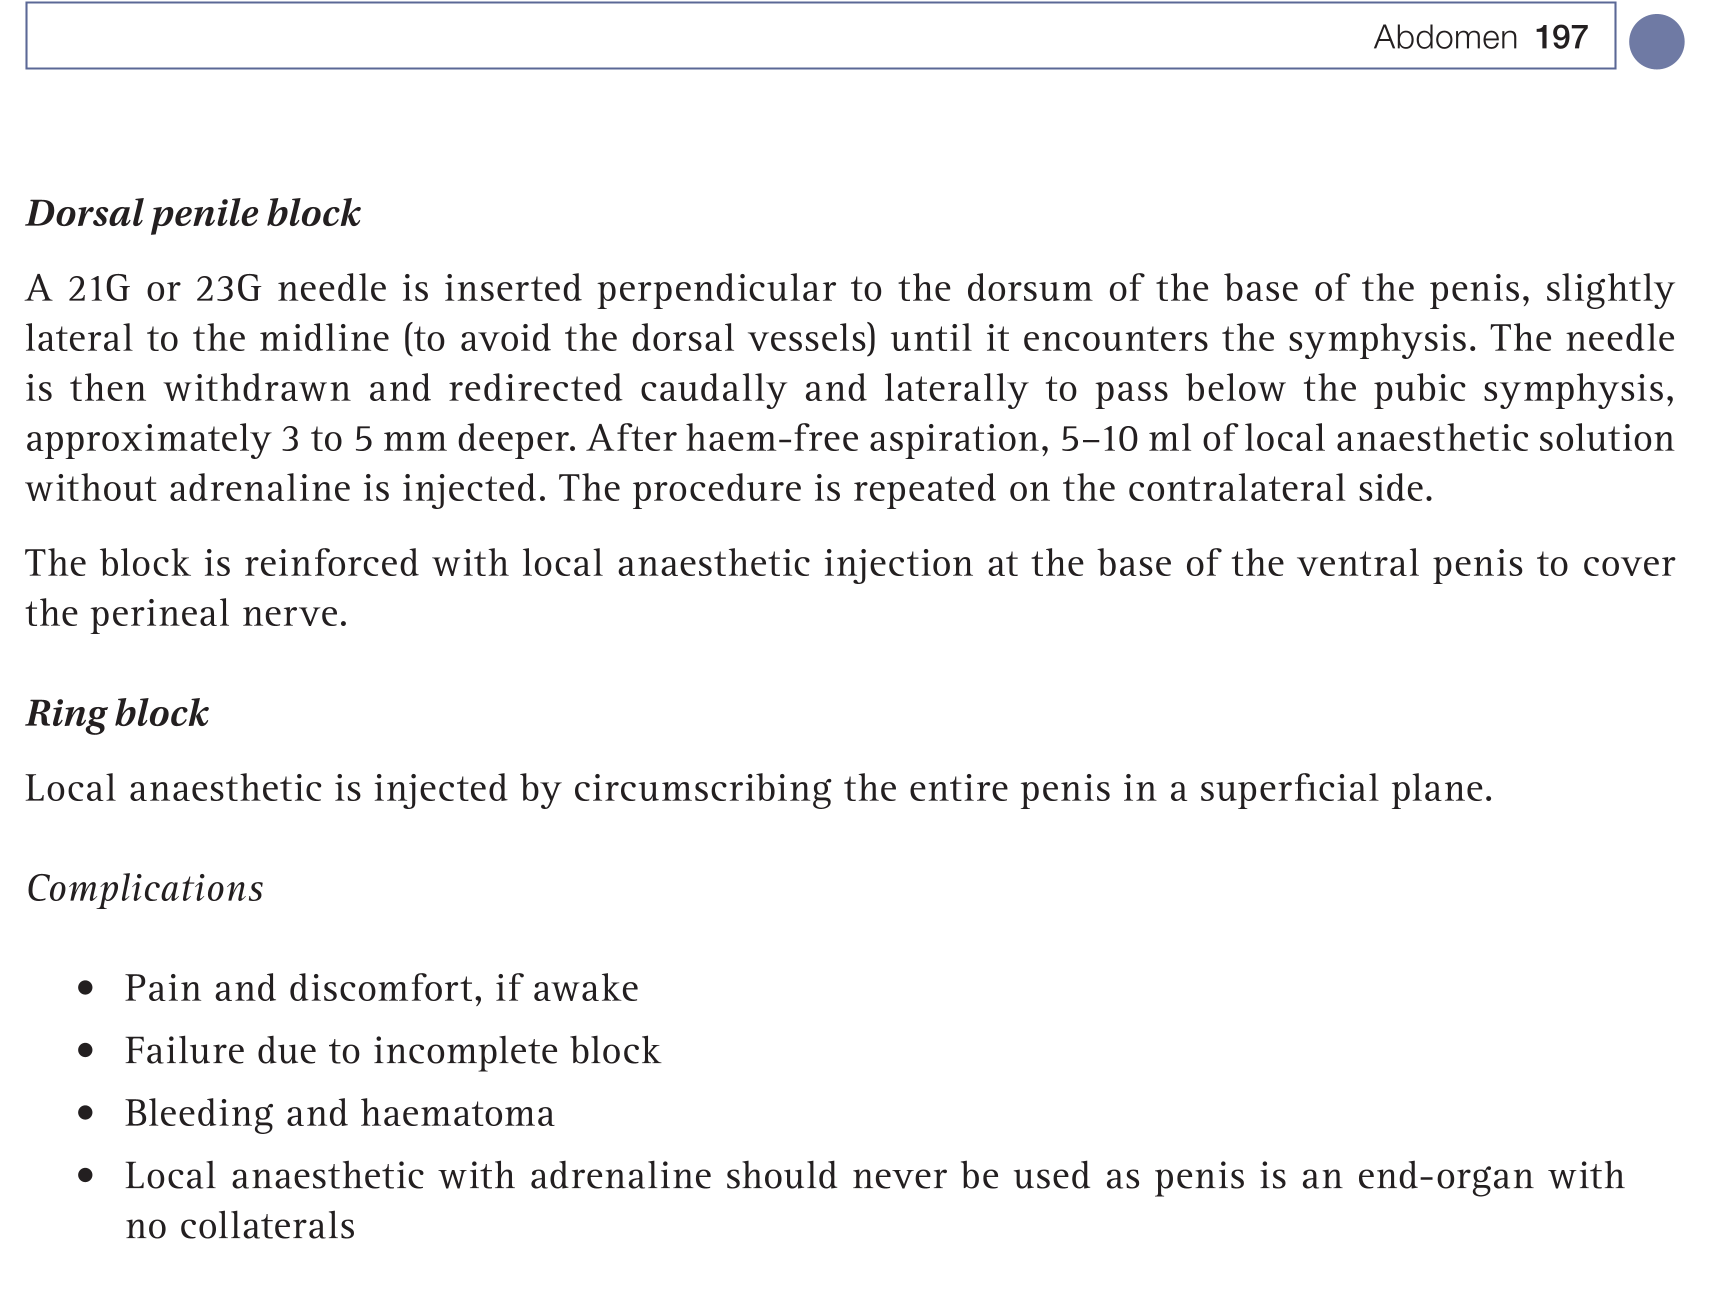 Abdomen 197
Dorsal penile block
A 21G or 23G needle is inserted perpendicular to the dorsum of the base of the penis, slightly
lateral to the midline (to avoid the dorsal vessels) until it encounters the symphysis. The needle
is then withdrawn and redirected caudally and laterally to pass below the pubic symphysis,
approximately 3 to 5 mm deeper. After haem-free aspiration, 5–10 ml of local anaesthetic solution
without adrenaline is injected. The procedure is repeated on the contralateral side.
The block is reinforced with local anaesthetic injection at the base of the ventral penis to cover
the perineal nerve.
Ring block
Local anaesthetic is injected by circumscribing the entire penis in a superficial plane.
Complications
• Pain and discomfort, if awake
• Failure due to incomplete block
• Bleeding and haematoma
• Local anaesthetic with adrenaline should never be used as penis is an end-organ with
no collaterals